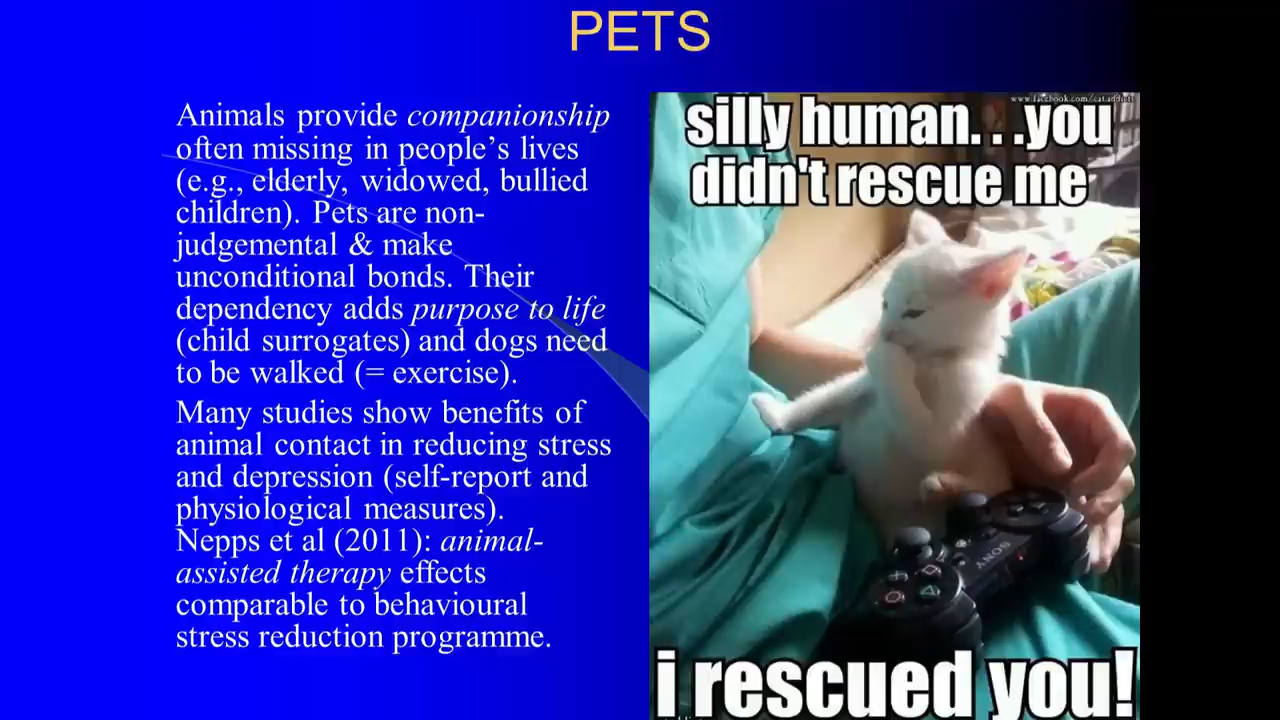 PETS
Animals provide companionship
often missing in people's lives
(e.g., elderly, widowed, bullied
children). Pets are non-
judgemental & make
unconditional bonds. Their
dependency adds purpose to life
(child surrogates) and dogs need
to be walked (= exercise).
Many studies show benefits of
animal contact in reducing stress
and depression (self-report and
physiological measures).
Nepps et al (2011): animal-
assisted therapy effects
comparable to behavioural
stress reduction programme.
silly human. . .you
didn't rescue me
SONY
i rescued you!